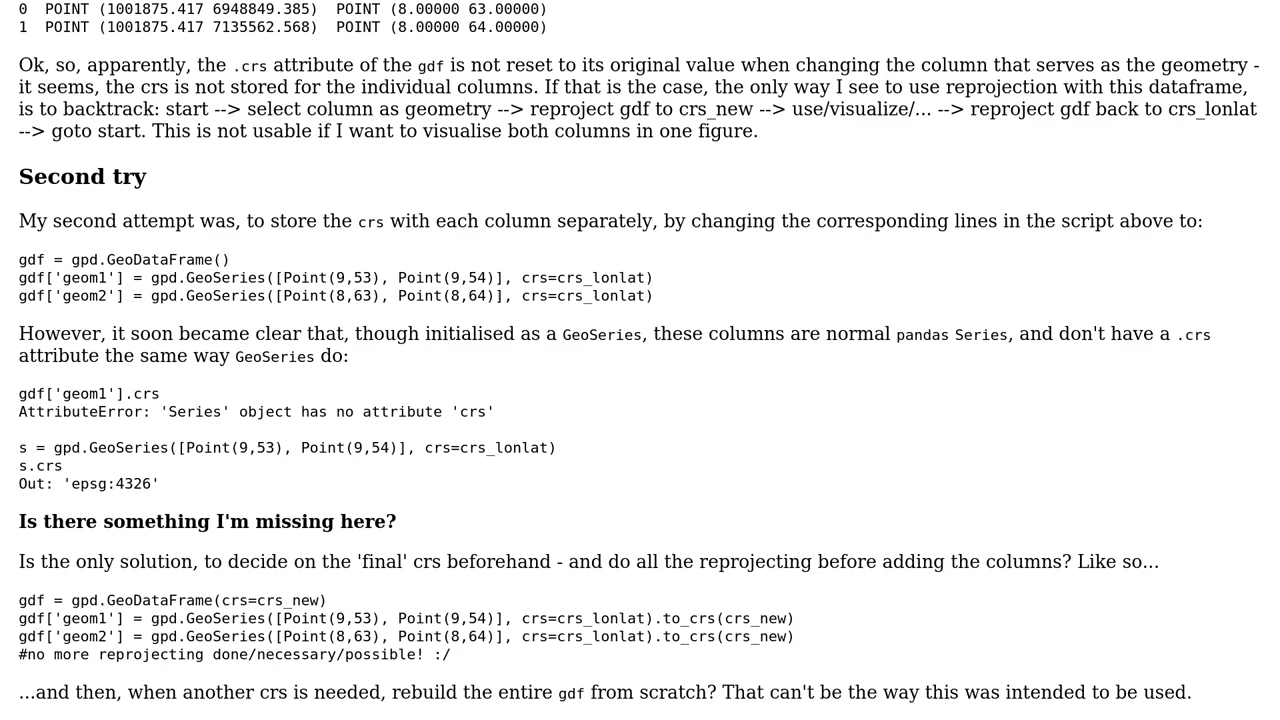 0  POINT (1001875.417 6948849.385)  POINT (8.00000 63.00000)
1  POINT (1001875.417 7135562.568)  POINT (8.00000 64.00000)
Ok, so, apparently, the .crs attribute of the gdf is not reset to its original value when changing the column that serves as the geometry -
it seems, the crs is not stored for the individual columns. If that is the case, the only way I see to use reprojection with this dataframe,
is to backtrack: start --> select column as geometry --> reproject gdf to crs_new --> use/visualize/... --> reproject gdf back to crs_lonlat
--> goto start. This is not usable if I want to visualise both columns in one figure.
Second try
My second attempt was, to store the crs with each column separately, by changing the corresponding lines in the script above to:
gdf = gpd.GeoDataFrame()
gdf['geom1'] = gpd.GeoSeries([Point(9,53), Point(9,54)], crs=crs_lonlat)
gdf['geom2'] = gpd.GeoSeries([Point(8,63), Point(8,64)], crs=crs_lonlat)
However, it soon became clear that, though initialised as a GeoSeries, these columns are normal pandas Series, and don't have a .crs
attribute the same way GeoSeries do:
gdf['geom1'].crs
AttributeError: 'Series' object has no attribute 'crs'
s = gpd.GeoSeries([Point(9,53), Point(9,54)], crs=crs_lonlat)
s.crs
Out: 'epsg:4326'
Is there something I'm missing here?
Is the only solution, to decide on the 'final' crs beforehand - and do all the reprojecting before adding the columns? Like so...
gdf = gpd.GeoDataFrame(crs=crs_new)
gdf['geom1'] = gpd.GeoSeries([Point(9,53), Point(9,54)], crs=crs_lonlat).to_crs(crs_new)
gdf['geom2'] = gpd.GeoSeries([Point(8,63), Point(8,64)], crs=crs_lonlat).to_crs(crs_new)
#no more reprojecting done/necessary/possible! :/
...and then, when another crs is needed, rebuild the entire gdf from scratch? That can't be the way this was intended to be used.